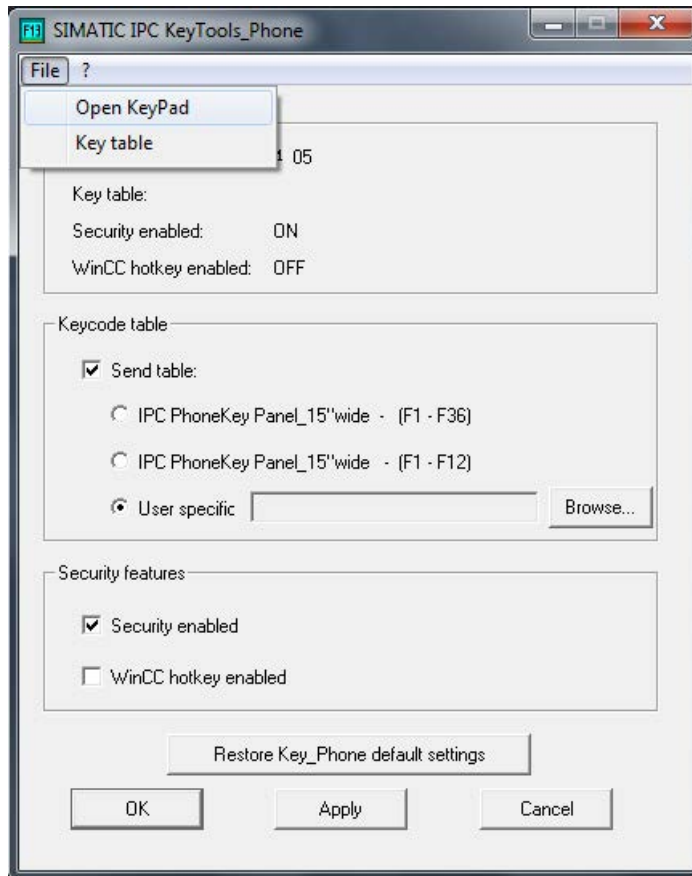 F13 SIMATIC IPC KeyTools_Phone
File ?
Open KeyPad
Key table
05
Key table:
Security enabled: ON
WinCC hotkey enabled: OFF
Keycode table
Send table:
IPC PhoneKey Panel_15"wide - (F1 - F36)
IPC PhoneKey Panel_15"wide - (F1 - F12)
User specific Browse...
Security features
Security enabled
WinCC hotkey enabled
Restore Key_Phone default settings
OK Apply Cancel